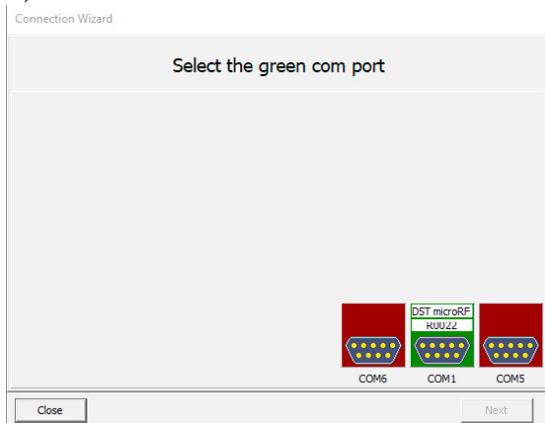 Connection Wizard
Select the green com port
DST microRF
R0022
COM6
COM1
COM5
Close
Next